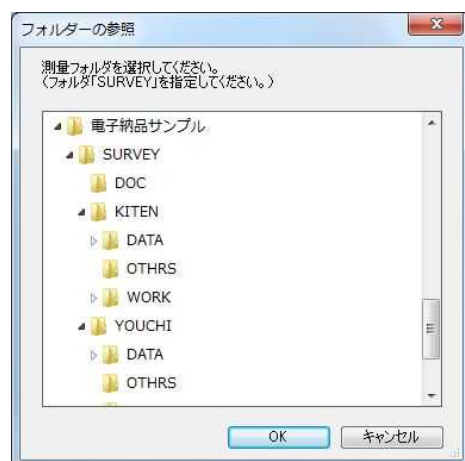 フォルダーの参照
測量フォルダを選択してください。
(フォルダ「SURVEY」を指定してください。)
電子納品サンプル
SURVEY
DOC
KITEN
DATA
OTHRS
WORK
YOUCHI
DATA
OTHRS
OK
キャンセル